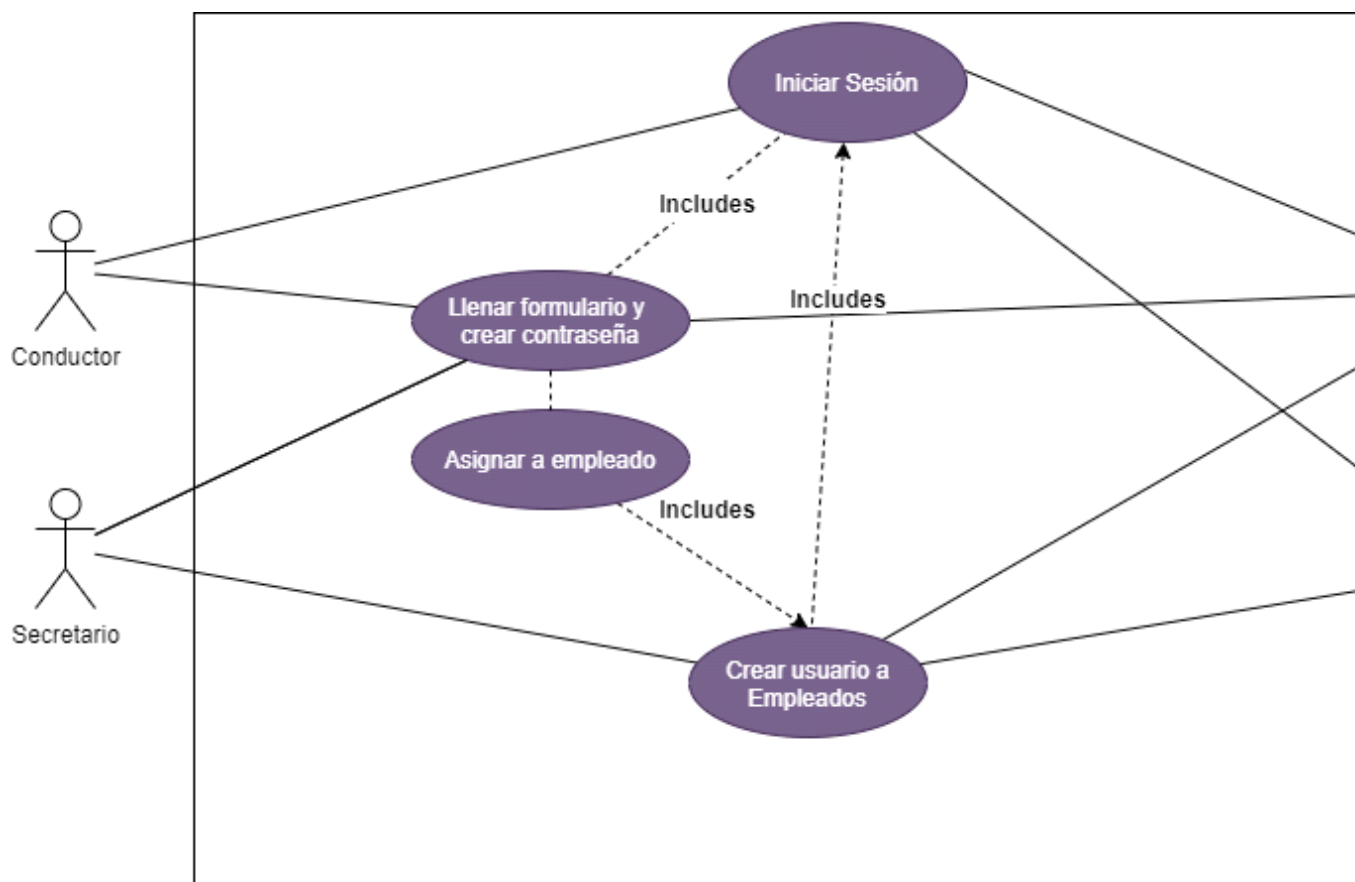 Iniciar Sesión
Includes
Includes
Llenar formulario y
crear contraseña
Conductor
Asignar a empleado
Includes
Secretario
Crear usuario a
Empleados